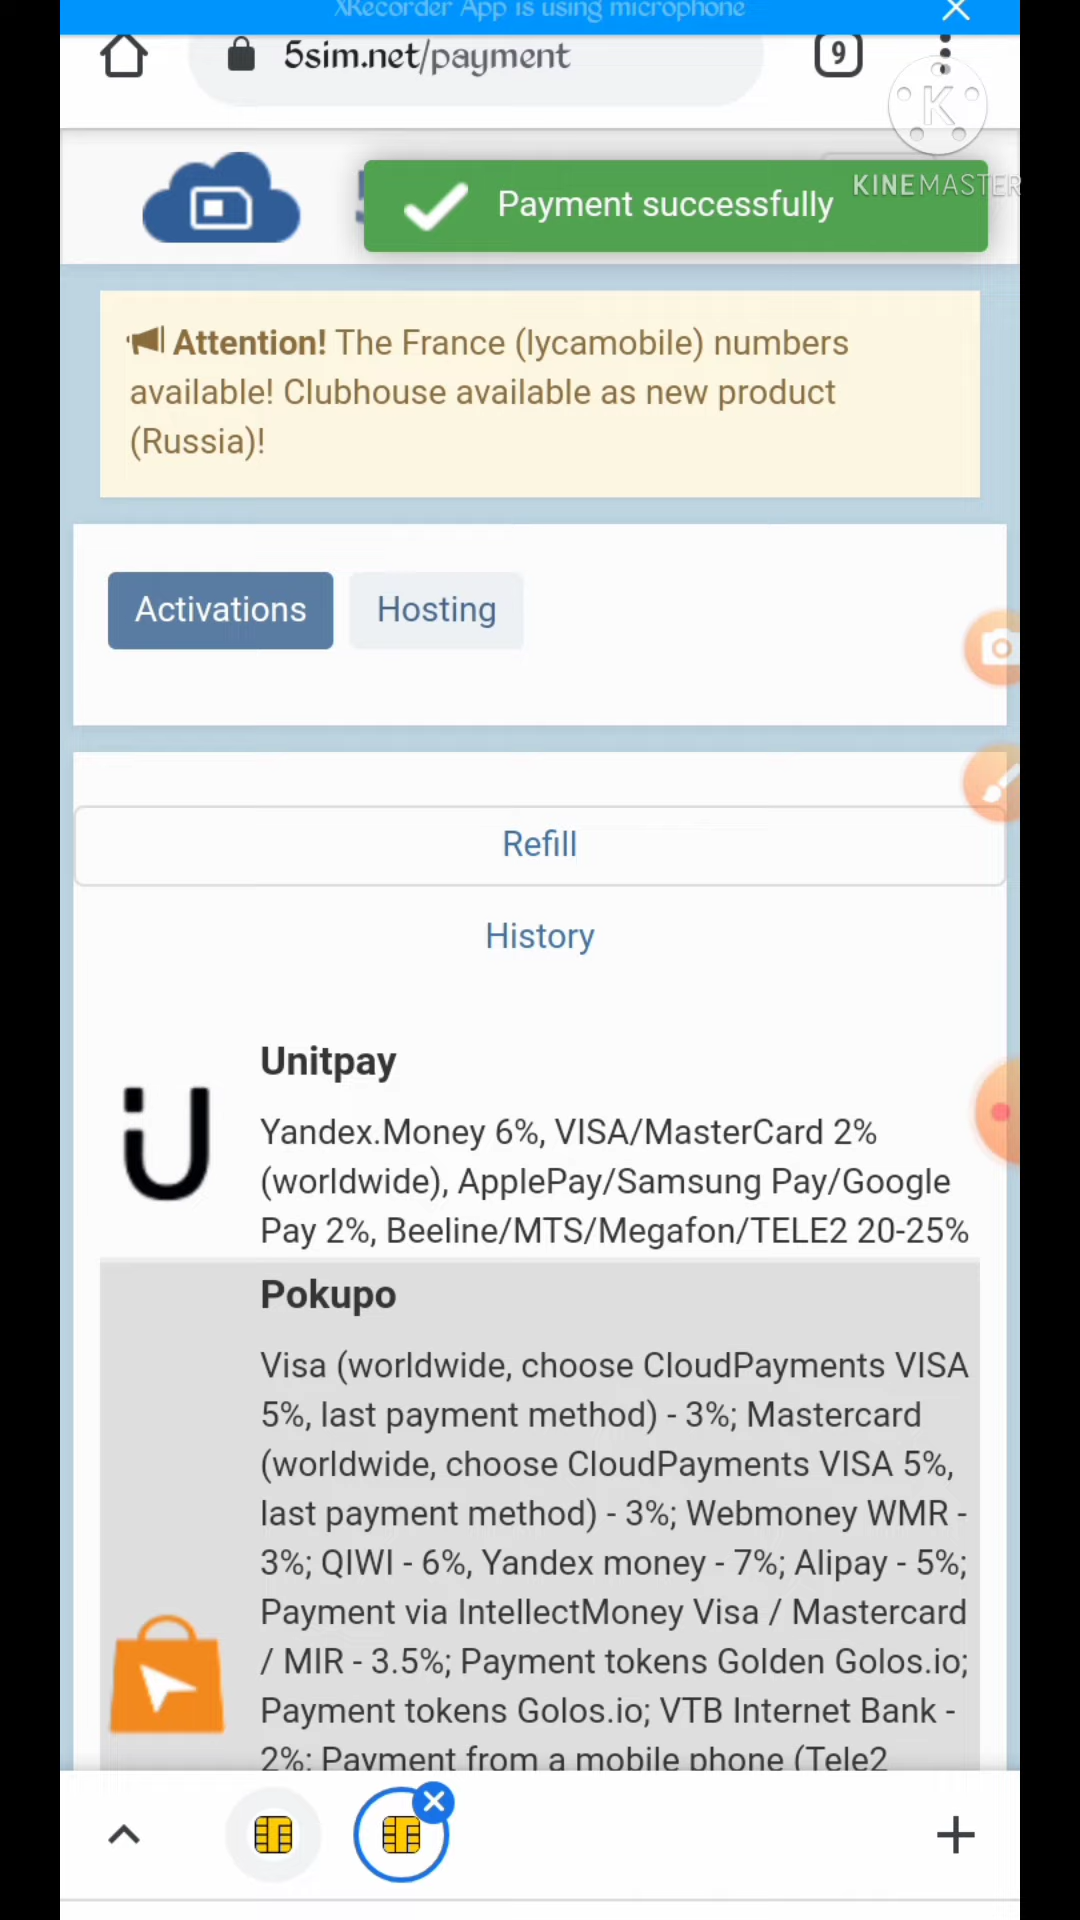 XRecorder App is using microphone
5sim.net/payment
9
K
KINEMASTER
Payment successfully
Attention! The France (lycamobile) numbers
available! Clubhouse available as new product
(Russia)!
Activations
Hosting
Refill
History
Unitpay
Yandex.Money 6%, VISA/MasterCard 2%
(worldwide), ApplePay/Samsung Pay/Google
Pay 2%, Beeline/MTS/Megafon/TELE2 20-25%
Pokupo
Visa (worldwide, choose CloudPayments VISA
5%, last payment method) - 3%; Mastercard
(worldwide, choose CloudPayments VISA 5%,
last payment method) - 3%; Webmoney WMR -
3%; QIWI - 6%, Yandex money - 7%; Alipay - 5%;
Payment via IntellectMoney Visa / Mastercard
/ MIR - 3.5%; Payment tokens Golden Golos.io;
Payment tokens Golos.io; VTB Internet Bank -
2%; Payment from a mobile phone (Tele2